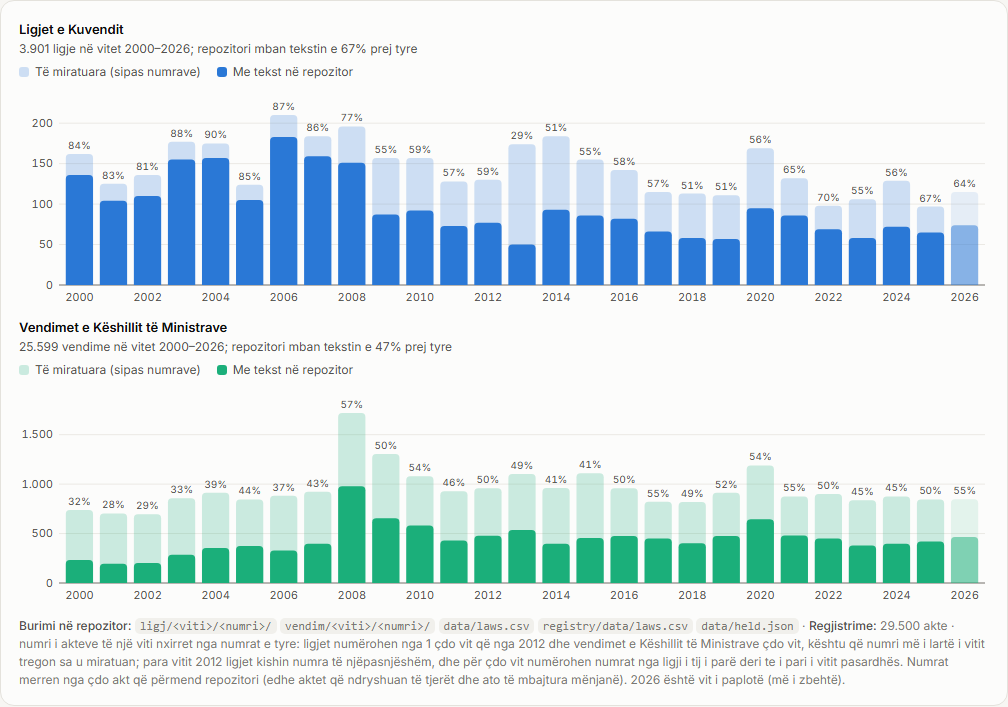 Ligjet e Kuvendit
3.901 ligje në vitet 2000–2026; repozitori mban tekstin e 67% prej tyre
Të miratuara (sipas numrave) Me tekst në repozitor
87%
84% 83% 81% 88% 90% 85% 86% 77% 55% 59% 57% 59% 29% 51% 55% 58% 57% 51% 51% 56% 65% 70% 55% 56% 67% 64%
200
150
100
50
0
2000 2002 2004 2006 2008 2010 2012 2014 2016 2018 2020 2022 2024 2026
Vendimet e Këshillit të Ministrave
25.599 vendime në vitet 2000–2026; repozitori mban tekstin e 47% prej tyre
Të miratuara (sipas numrave) Me tekst në repozitor
57%
32% 28% 29% 33% 39% 44% 37% 43% 50% 54% 46% 50% 49% 41% 41% 50% 55% 49% 52% 54% 55% 50% 45% 45% 50% 55%
1.500
1.000
500
0
2000 2002 2004 2006 2008 2010 2012 2014 2016 2018 2020 2022 2024 2026
Burimi në repozitor: ligj/<viti>/<numri>/ vendim/<viti>/<numri>/ data/laws.csv registry/data/laws.csv data/held.json · Regjistrime: 29.500 akte ·
numri i akteve të një viti nxirret nga numrat e tyre: ligjet numërohen nga 1 çdo vit që nga 2012 dhe vendimet e Këshillit të Ministrave çdo vit, kështu që numri më i lartë i vitit
tregon sa u miratuan; para vitit 2012 ligjet kishin numra të njëpasnjëshëm, dhe për çdo vit numërohen numrat nga ligji i tij i parë deri te i pari i vitit pasardhës. Numrat
merren nga çdo akt që përmend repozitori (edhe aktet që ndryshuan të tjerët dhe ato të mbajtura mënjanë). 2026 është vit i paplotë (më i zbehtë).